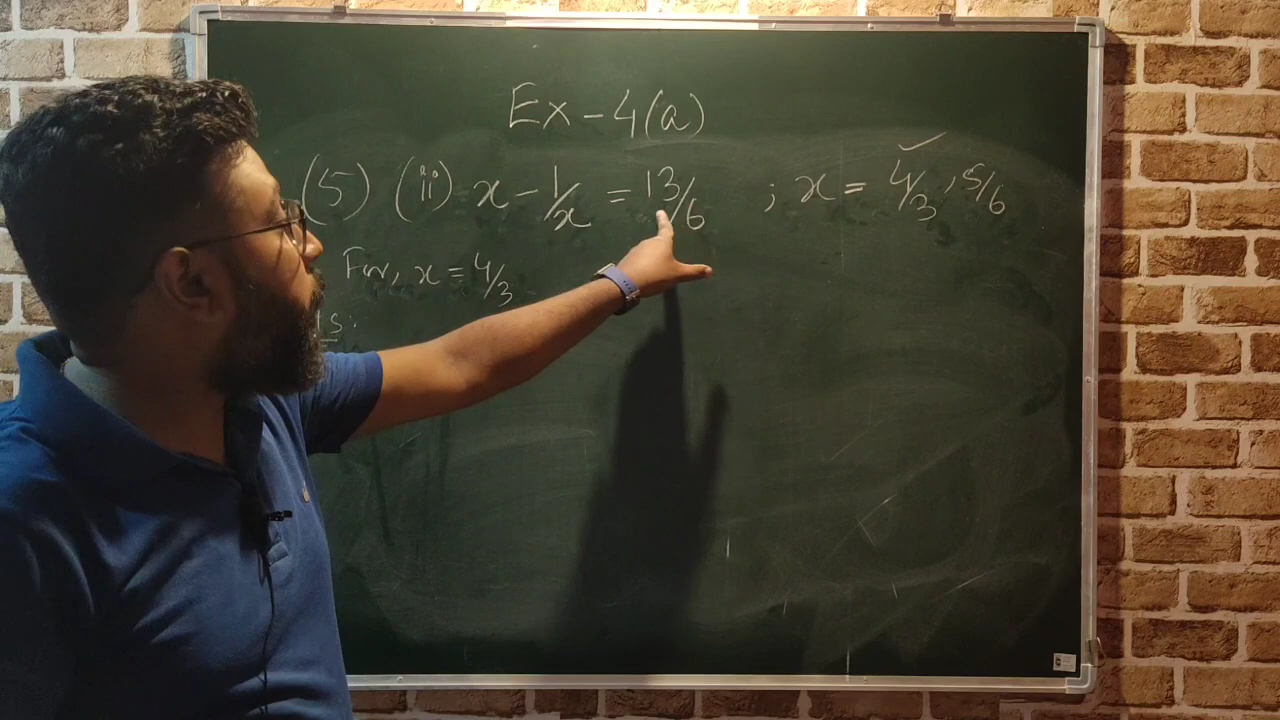 Ex-4(a)
(5) (ii) x - 1/x = 13/6 ; x = 4/3, 5/6
For, x = 4/3